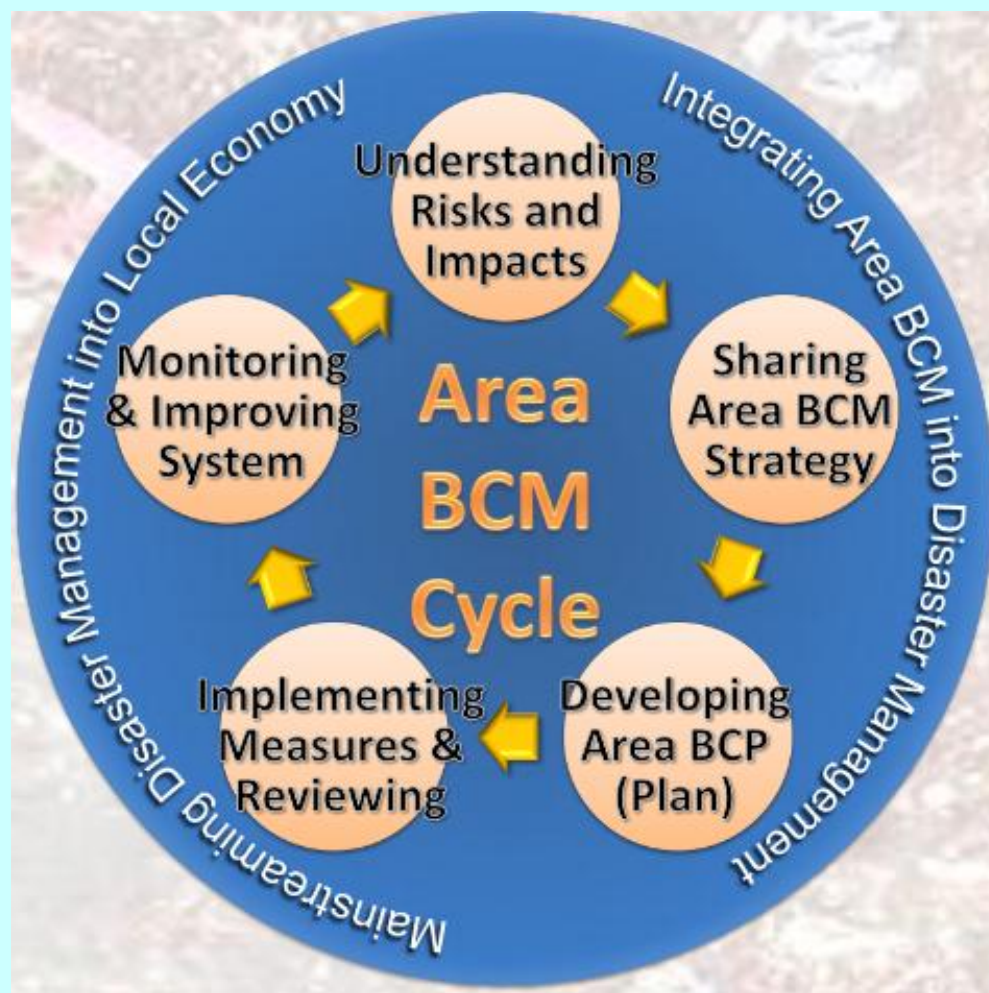 Mainstreaming Disaster Management into Local Economy
Integrating Area BCM into Disaster Management
Understanding
Risks and
Impacts
Sharing
Area BCM
Strategy
Developing
Area BCP
(Plan)
Implementing
Measures &
Reviewing
Monitoring
& Improving
System
Area
BCM
Cycle